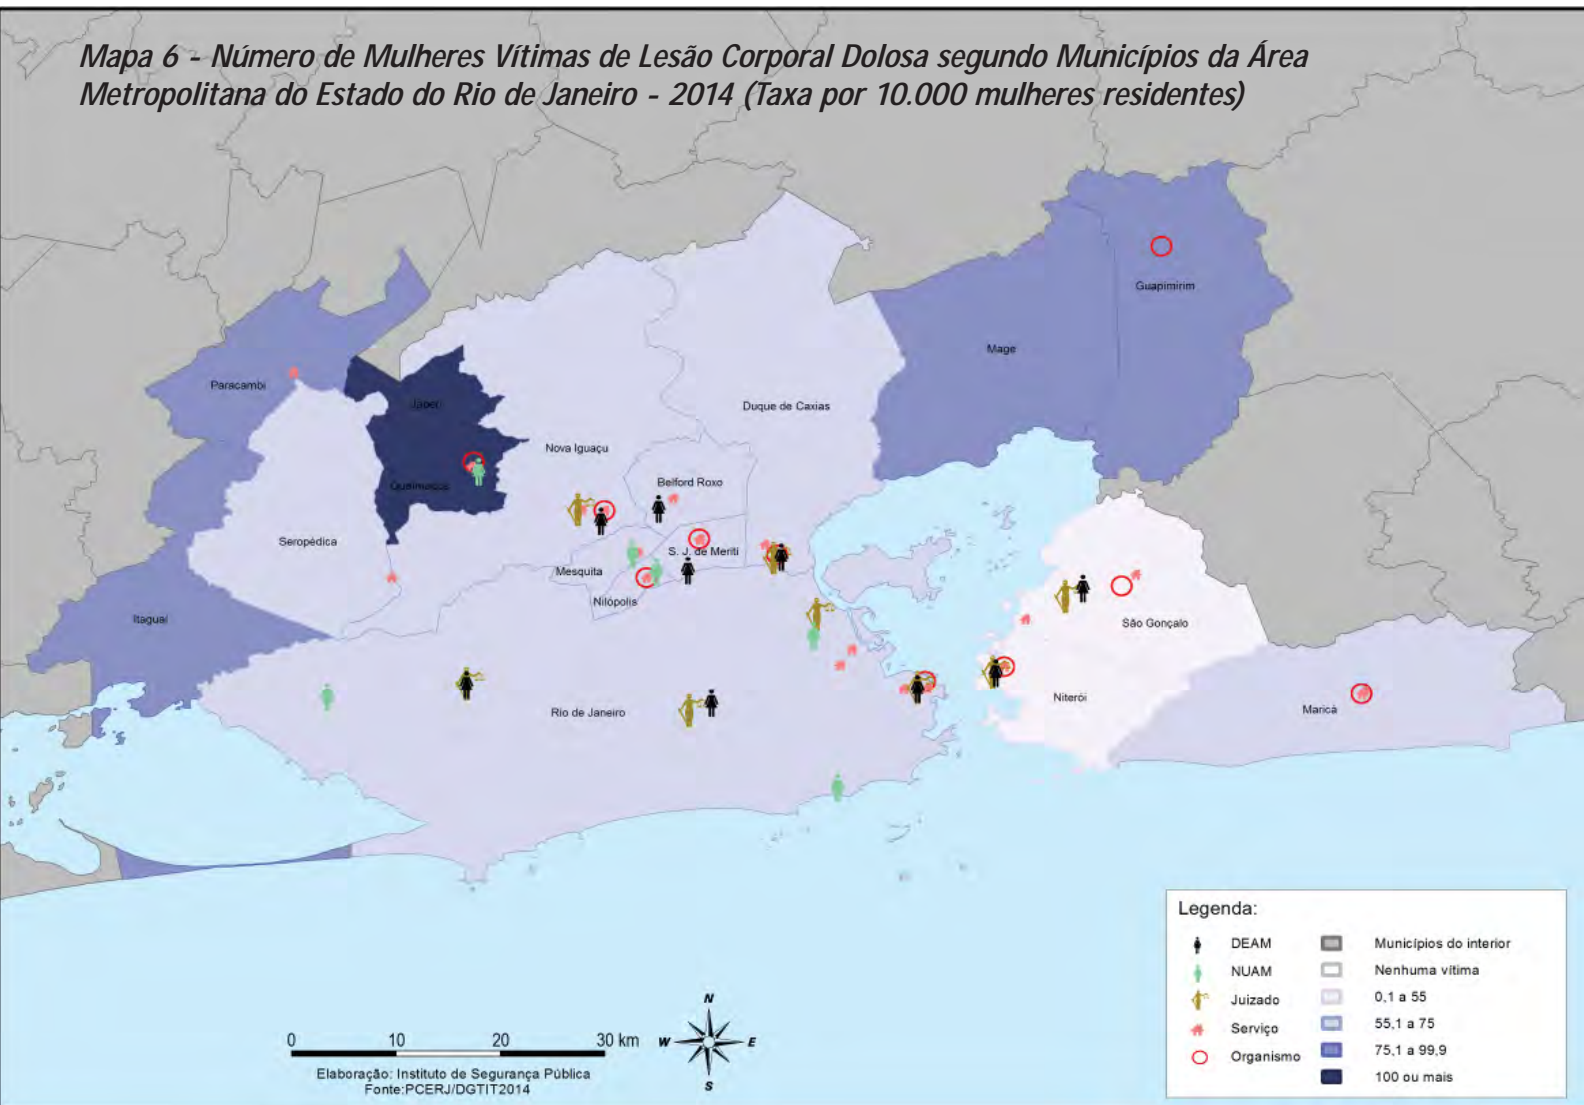 Mapa 6 - Número de Mulheres Vítimas de Lesão Corporal Dolosa segundo Municípios da Área
Metropolitana do Estado do Rio de Janeiro - 2014 (Taxa por 10.000 mulheres residentes)
Guapimirim
Mage
Paracambi
Japeri
Duque de Caxias
Nova Iguaçu
Belford Roxo
Queimados
Seropédica
S. J. de Meriti
Mesquita
Nilópolis
Itaguaí
São Gonçalo
Niterói
Maricá
Rio de Janeiro
Legenda:
DEAM
NUAM
Juizado
Serviço
Organismo
Municípios do interior
Nenhuma vítima
0,1 a 55
55,1 a 75
75,1 a 99,9
100 ou mais
N
W E
S
0 10 20 30 km
Elaboração: Instituto de Segurança Pública
Fonte:PCERJ/DGTIT2014